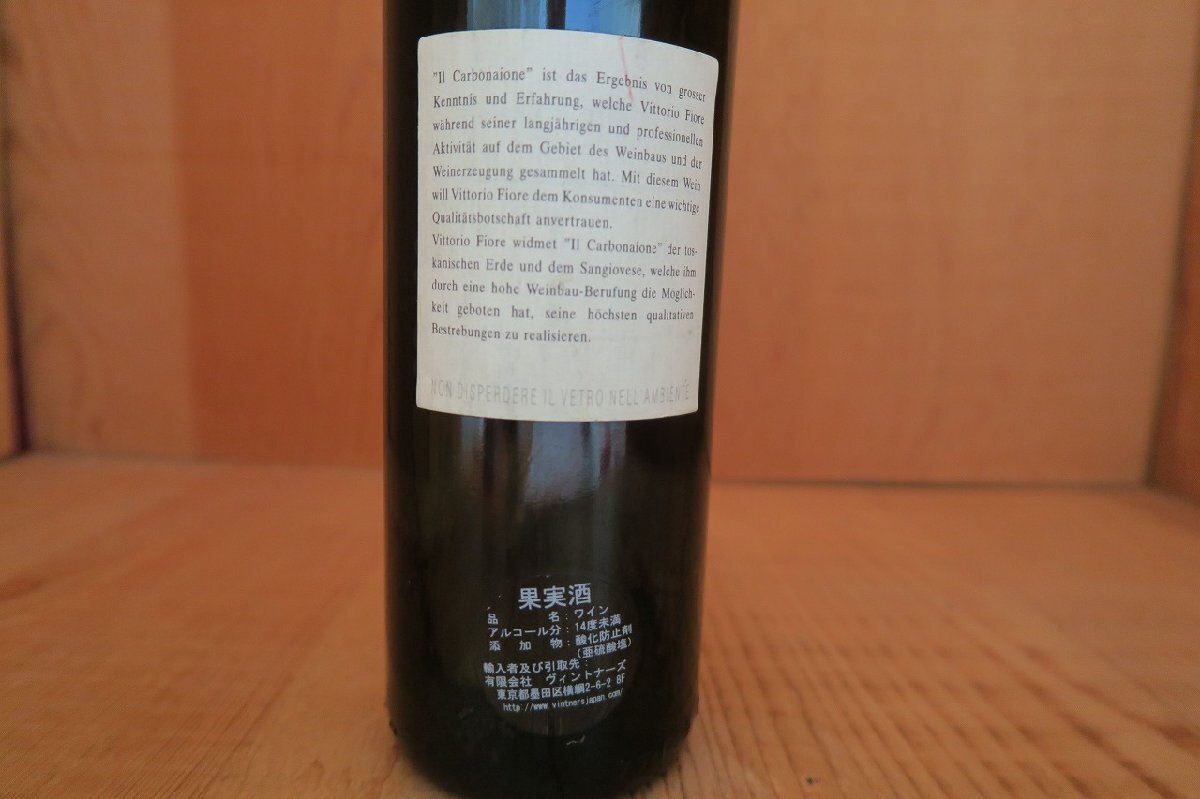 "Il Carbonaione" ist das Ergebnis von grosser
Kenntnis und Erfahrung, welche Vittorio Fiore
während seiner langjährigen und professionellen
Aktivität auf dem Gebiet des Weinbaus und der
Weinerzeugung gesammelt hat. Mit diesem Wein
will Vittorio Fiore dem Konsumenten eine wichtige
Qualitätsbotschaft anvertrauen.
Vittorio Fiore widmet "Il Carbonaione" der tos-
kanischen Erde und dem Sangiovese, welche ihm
durch eine hohe Weinbau-Berufung die Möglich-
keit geboten hat, seine höchsten qualitativen
Bestrebungen zu realisieren.
NON DISPERDERE IL VETRO NELL'AMBIENTE
果実酒
品名：ワイン
アルコール分：14度未満
添加物：酸化防止剤
（亜硫酸塩）
輸入者及び引取先：
有限会社 ヴィントナーズ
東京都墨田区横網2-6-2 8F
http://www.vintnersjapan.com/